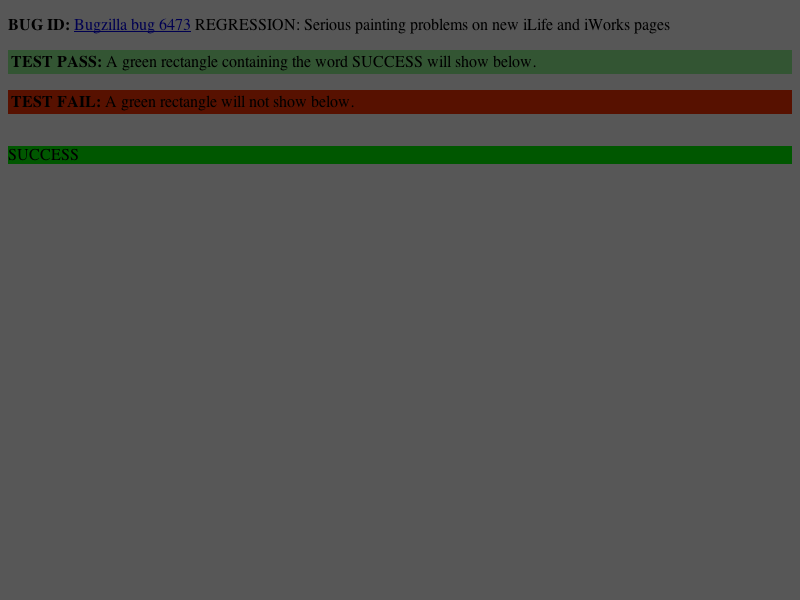 BUG ID: Bugzilla bug 6473 REGRESSION: Serious painting problems on new iLife and iWorks pages
TEST PASS: A green rectangle containing the word SUCCESS will show below.
TEST FAIL: A green rectangle will not show below.
SUCCESS